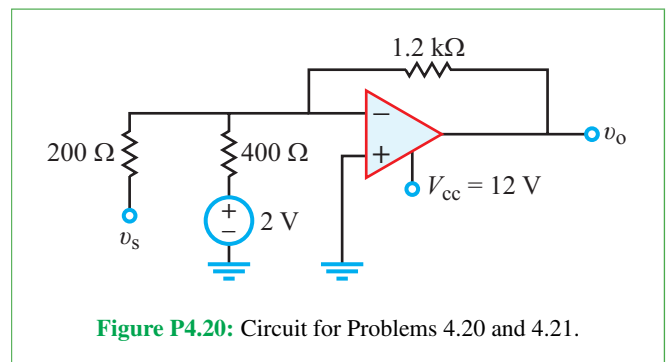 1.2 kΩ
200 Ω
400 Ω
−
+
υo
Vcc = 12 V
+
−
2 V
υs
Figure P4.20: Circuit for Problems 4.20 and 4.21.